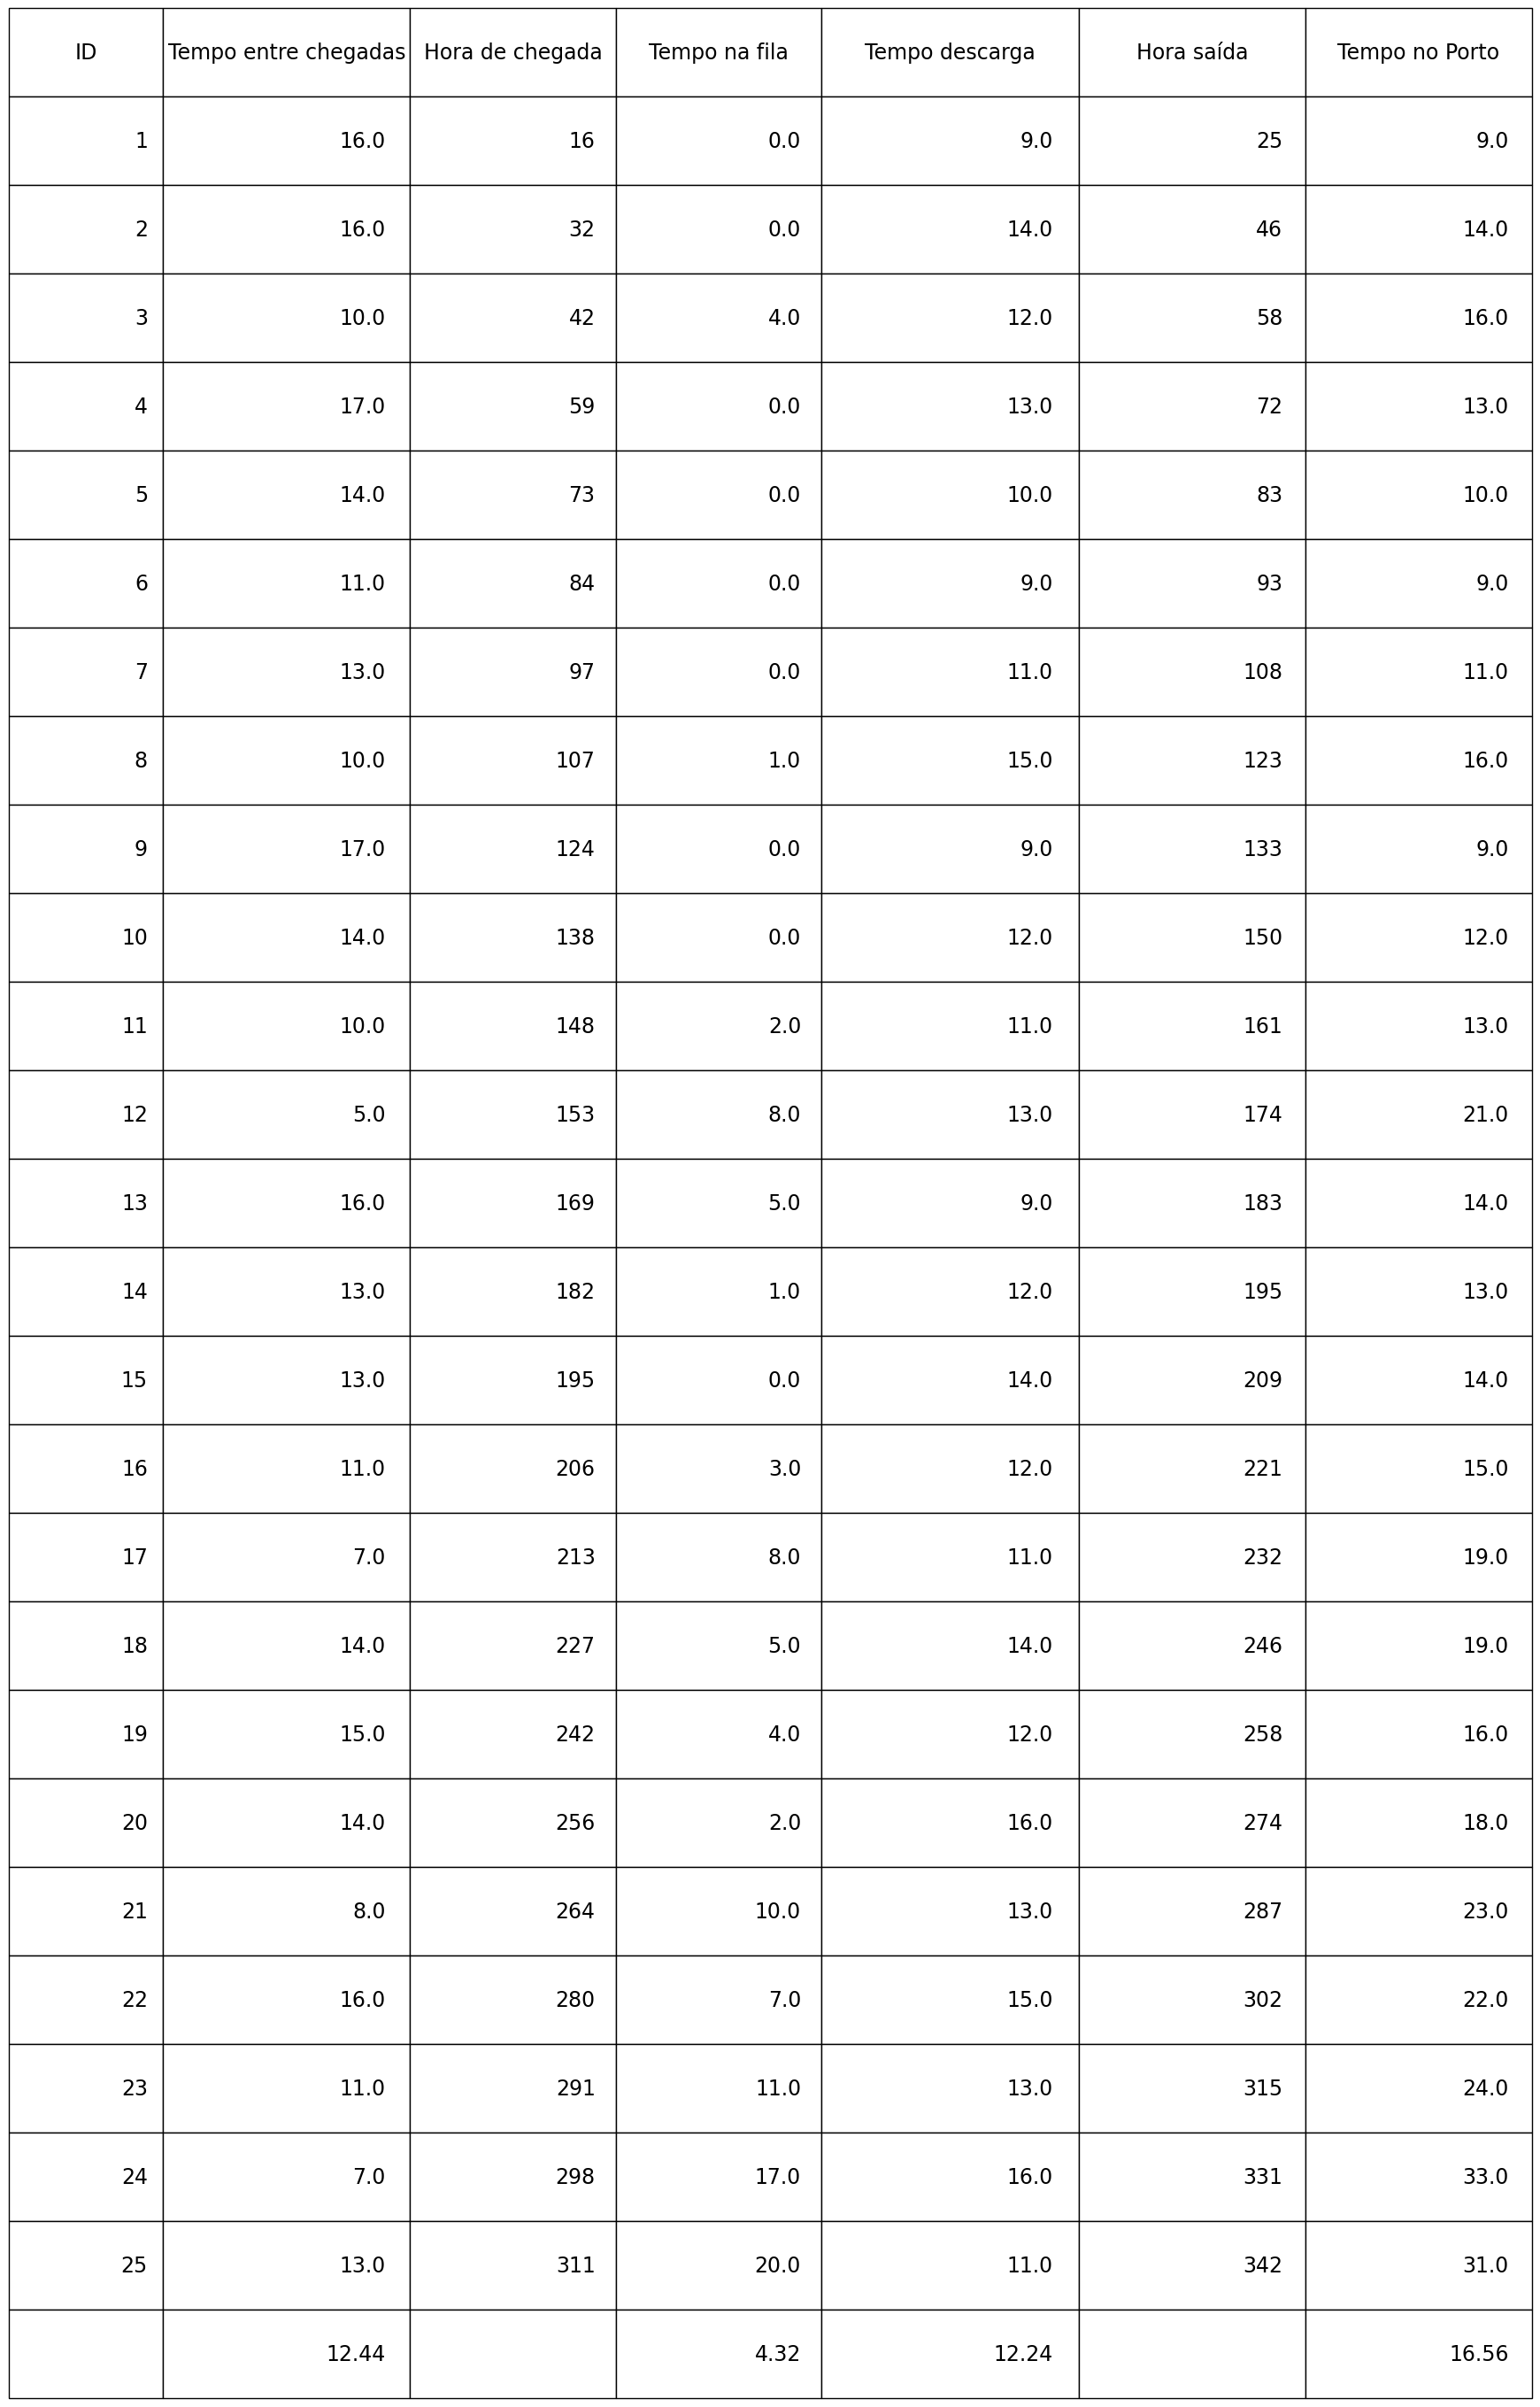 ID Tempo entre chegadas Hora de chegada Tempo na fila Tempo descarga Hora saída Tempo no Porto
1 16.0 16 0.0 9.0 25 9.0
2 16.0 32 0.0 14.0 46 14.0
3 10.0 42 4.0 12.0 58 16.0
4 17.0 59 0.0 13.0 72 13.0
5 14.0 73 0.0 10.0 83 10.0
6 11.0 84 0.0 9.0 93 9.0
7 13.0 97 0.0 11.0 108 11.0
8 10.0 107 1.0 15.0 123 16.0
9 17.0 124 0.0 9.0 133 9.0
10 14.0 138 0.0 12.0 150 12.0
11 10.0 148 2.0 11.0 161 13.0
12 5.0 153 8.0 13.0 174 21.0
13 16.0 169 5.0 9.0 183 14.0
14 13.0 182 1.0 12.0 195 13.0
15 13.0 195 0.0 14.0 209 14.0
16 11.0 206 3.0 12.0 221 15.0
17 7.0 213 8.0 11.0 232 19.0
18 14.0 227 5.0 14.0 246 19.0
19 15.0 242 4.0 12.0 258 16.0
20 14.0 256 2.0 16.0 274 18.0
21 8.0 264 10.0 13.0 287 23.0
22 16.0 280 7.0 15.0 302 22.0
23 11.0 291 11.0 13.0 315 24.0
24 7.0 298 17.0 16.0 331 33.0
25 13.0 311 20.0 11.0 342 31.0
12.44 4.32 12.24 16.56